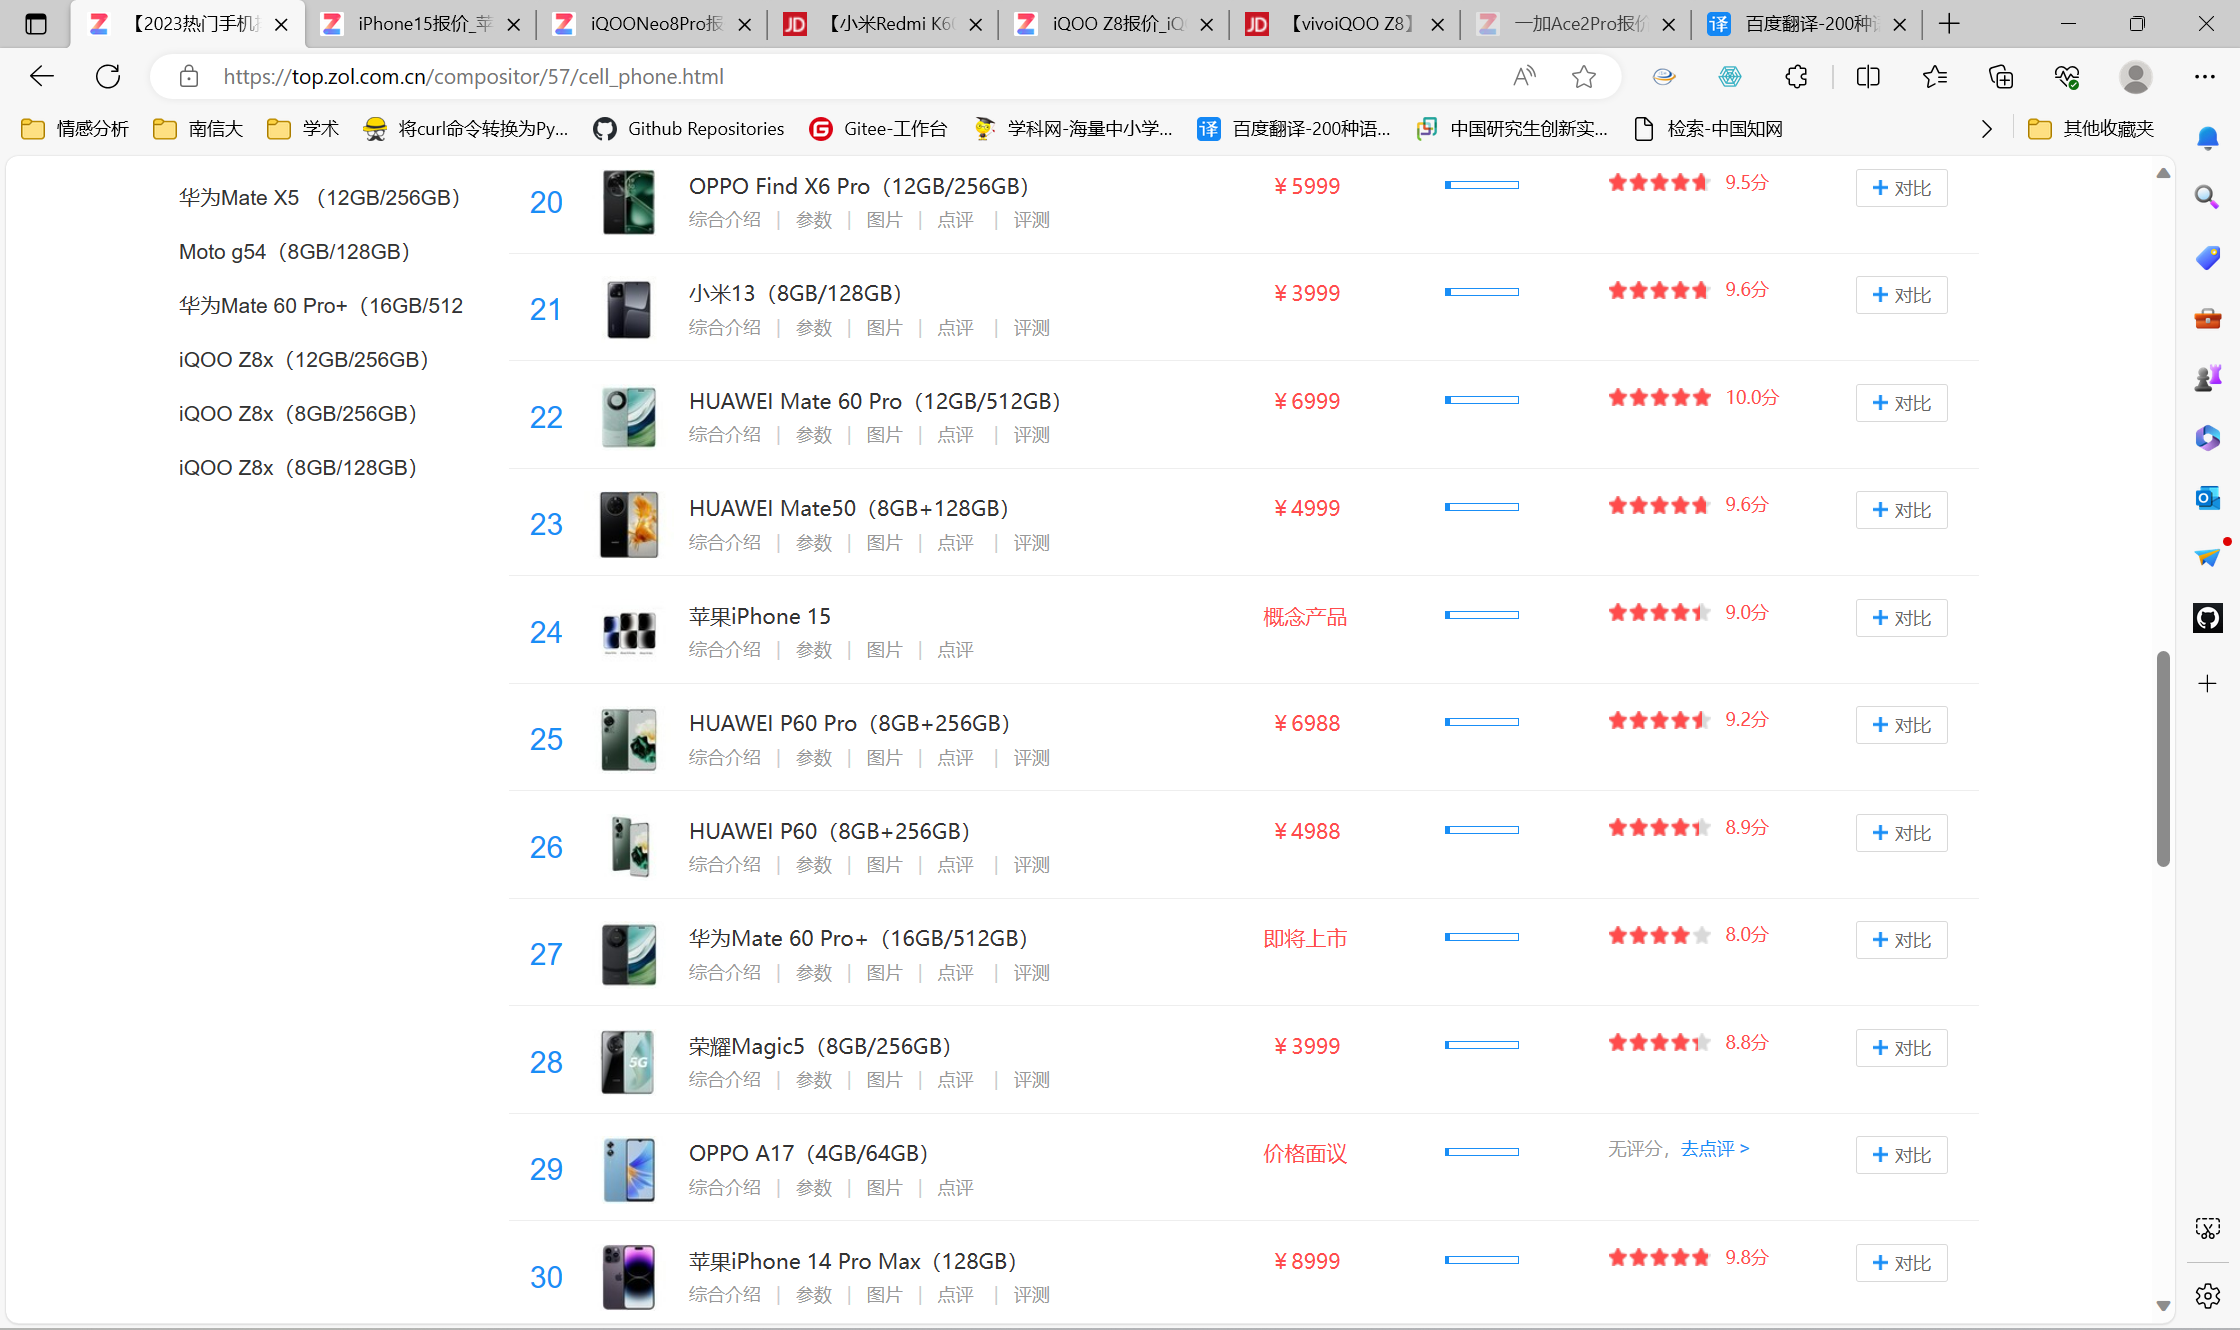 【2023热门手机
iPhone15报价_苹
iQOONeo8Pro报
【小米Redmi K60
iQOO Z8报价_iQ
【vivoiQOO Z8】
一加Ace2Pro报价
百度翻译-200种语
https://top.zol.com.cn/compositor/57/cell_phone.html
情感分析
南信大
学术
将curl命令转换为Py...
Github Repositories
Gitee-工作台
学科网-海量中小学...
百度翻译-200种语...
中国研究生创新实...
检索-中国知网
其他收藏夹
华为Mate X5 （12GB/256GB）
Moto g54（8GB/128GB）
华为Mate 60 Pro+（16GB/512
iQOO Z8x（12GB/256GB）
iQOO Z8x（8GB/256GB）
iQOO Z8x（8GB/128GB）
20 OPPO Find X6 Pro（12GB/256GB） ￥5999 9.5分 + 对比
综合介绍 | 参数 | 图片 | 点评 | 评测
21 小米13（8GB/128GB） ￥3999 9.6分 + 对比
综合介绍 | 参数 | 图片 | 点评 | 评测
22 HUAWEI Mate 60 Pro（12GB/512GB） ￥6999 10.0分 + 对比
综合介绍 | 参数 | 图片 | 点评 | 评测
23 HUAWEI Mate50（8GB+128GB） ￥4999 9.6分 + 对比
综合介绍 | 参数 | 图片 | 点评 | 评测
24 苹果iPhone 15 概念产品 9.0分 + 对比
综合介绍 | 参数 | 图片 | 点评
25 HUAWEI P60 Pro（8GB+256GB） ￥6988 9.2分 + 对比
综合介绍 | 参数 | 图片 | 点评 | 评测
26 HUAWEI P60（8GB+256GB） ￥4988 8.9分 + 对比
综合介绍 | 参数 | 图片 | 点评 | 评测
27 华为Mate 60 Pro+（16GB/512GB） 即将上市 8.0分 + 对比
综合介绍 | 参数 | 图片 | 点评 | 评测
28 荣耀Magic5（8GB/256GB） ￥3999 8.8分 + 对比
综合介绍 | 参数 | 图片 | 点评 | 评测
29 OPPO A17（4GB/64GB） 价格面议 无评分，去点评 > + 对比
综合介绍 | 参数 | 图片 | 点评
30 苹果iPhone 14 Pro Max（128GB） ￥8999 9.8分 + 对比
综合介绍 | 参数 | 图片 | 点评 | 评测